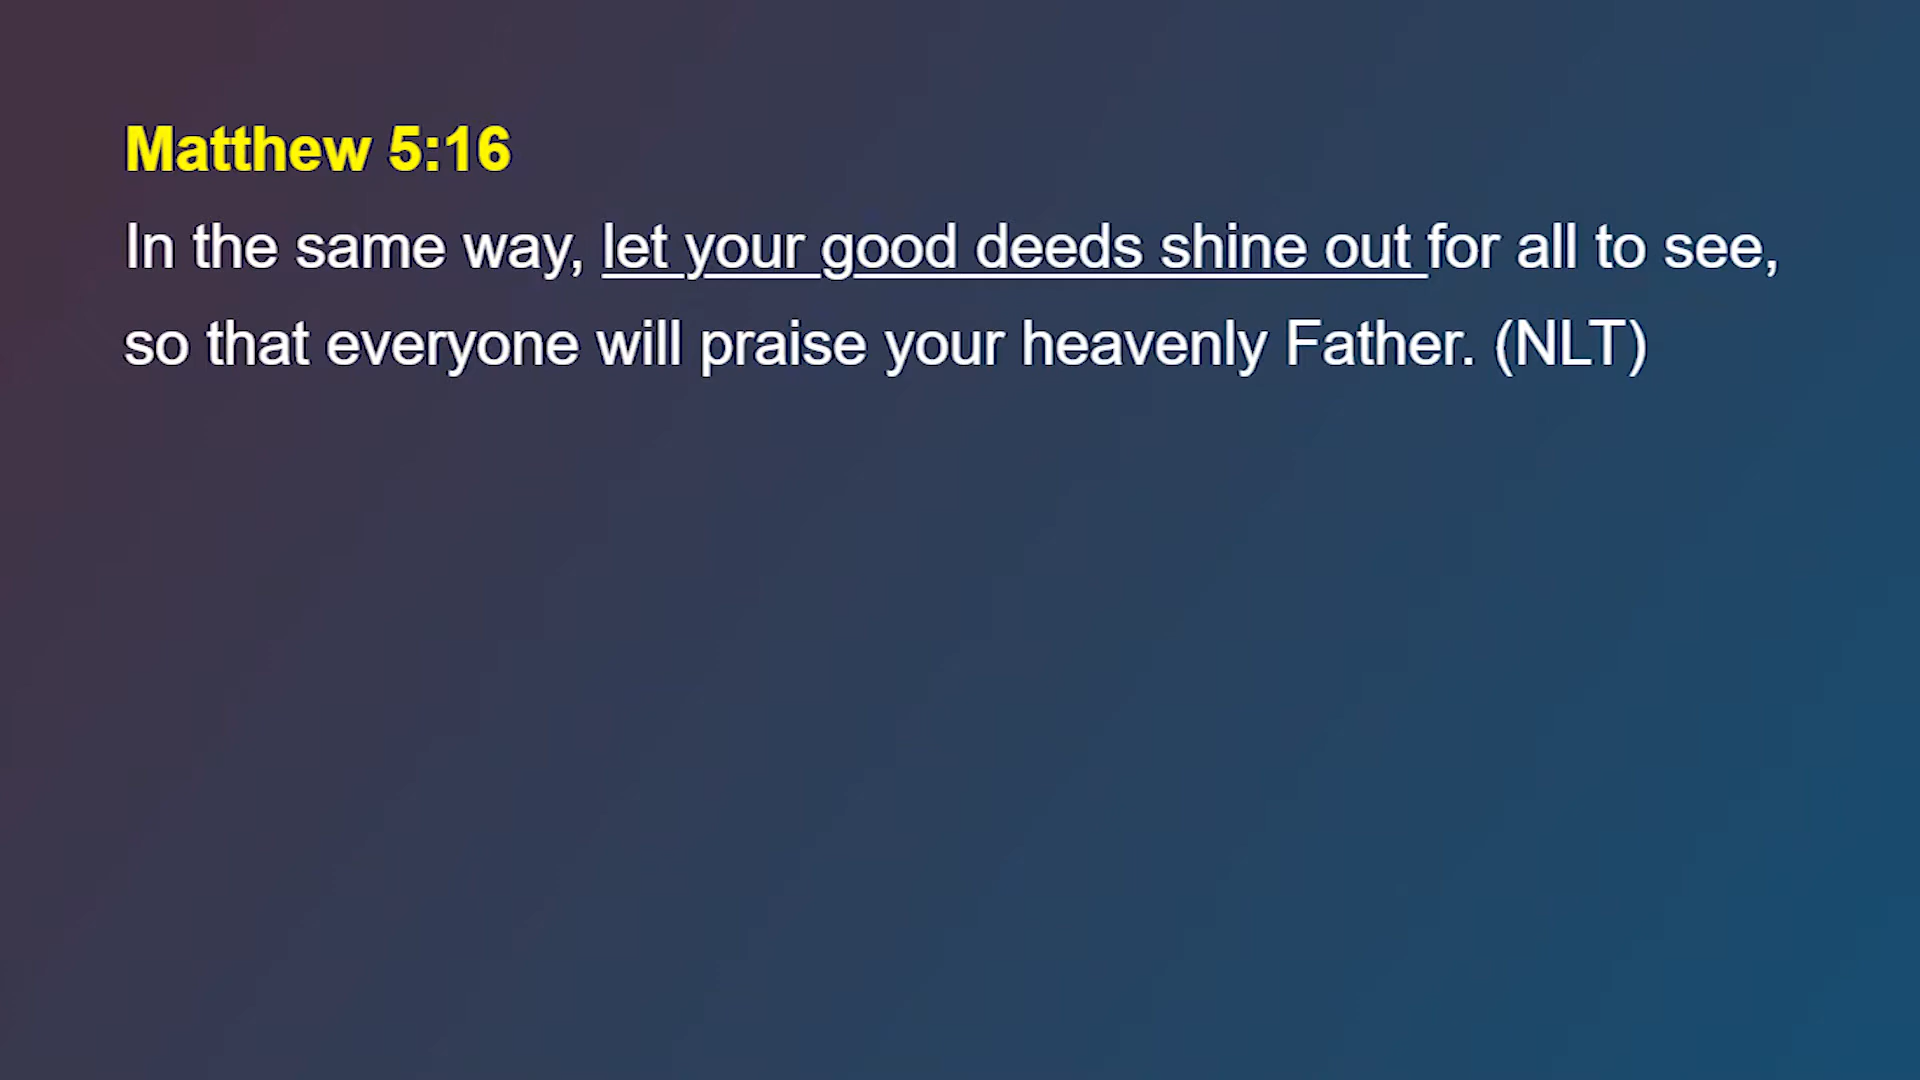 Matthew 5:16
In the same way, let your good deeds shine out for all to see,
so that everyone will praise your heavenly Father. (NLT)